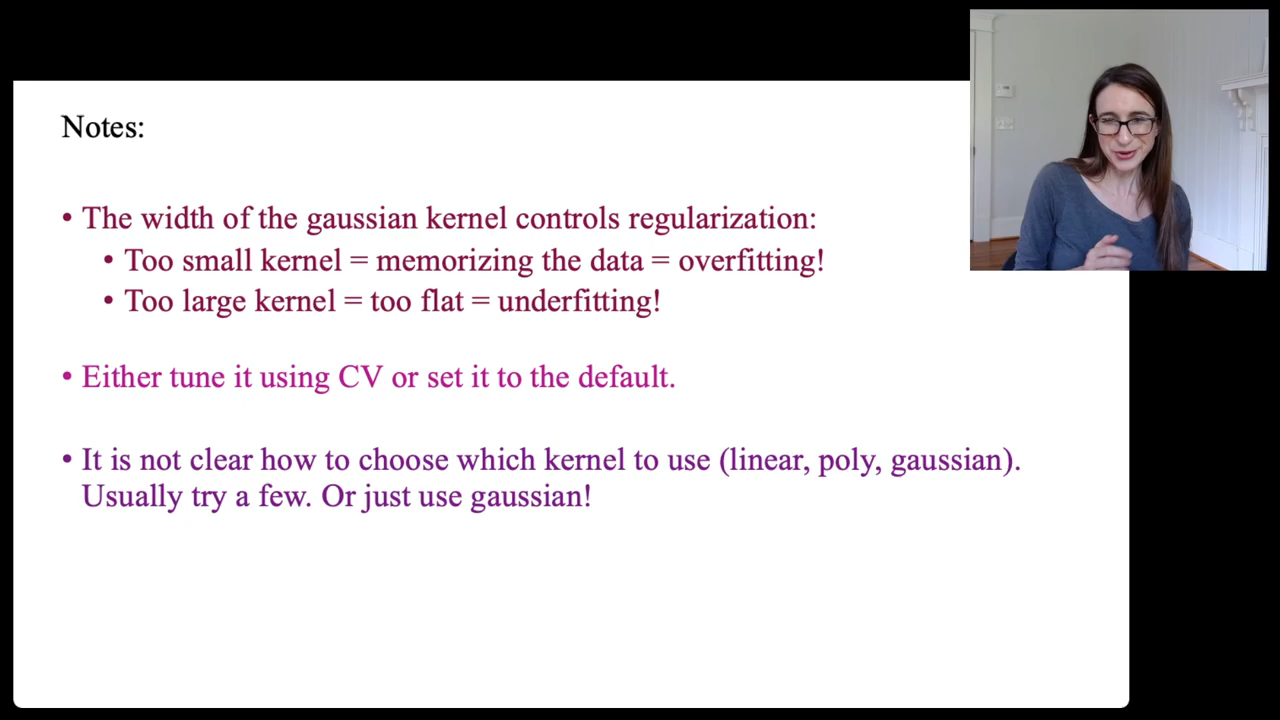 Notes:
• The width of the gaussian kernel controls regularization:
• Too small kernel = memorizing the data = overfitting!
• Too large kernel = too flat = underfitting!
• Either tune it using CV or set it to the default.
• It is not clear how to choose which kernel to use (linear, poly, gaussian).
Usually try a few. Or just use gaussian!